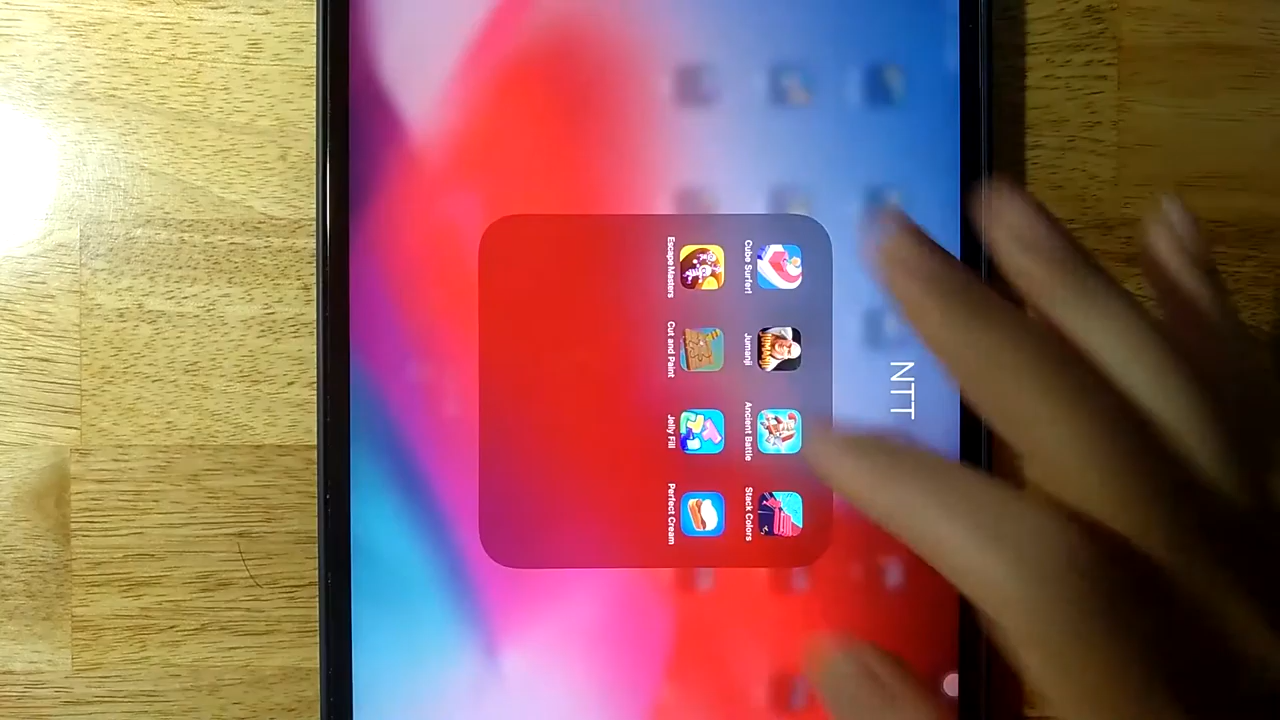 NTT
Cube Surfer!
Jumanji
Ancient Battle
Stack Colors
Escape Masters
Cut and Paint
Jelly Fill
Perfect Cream